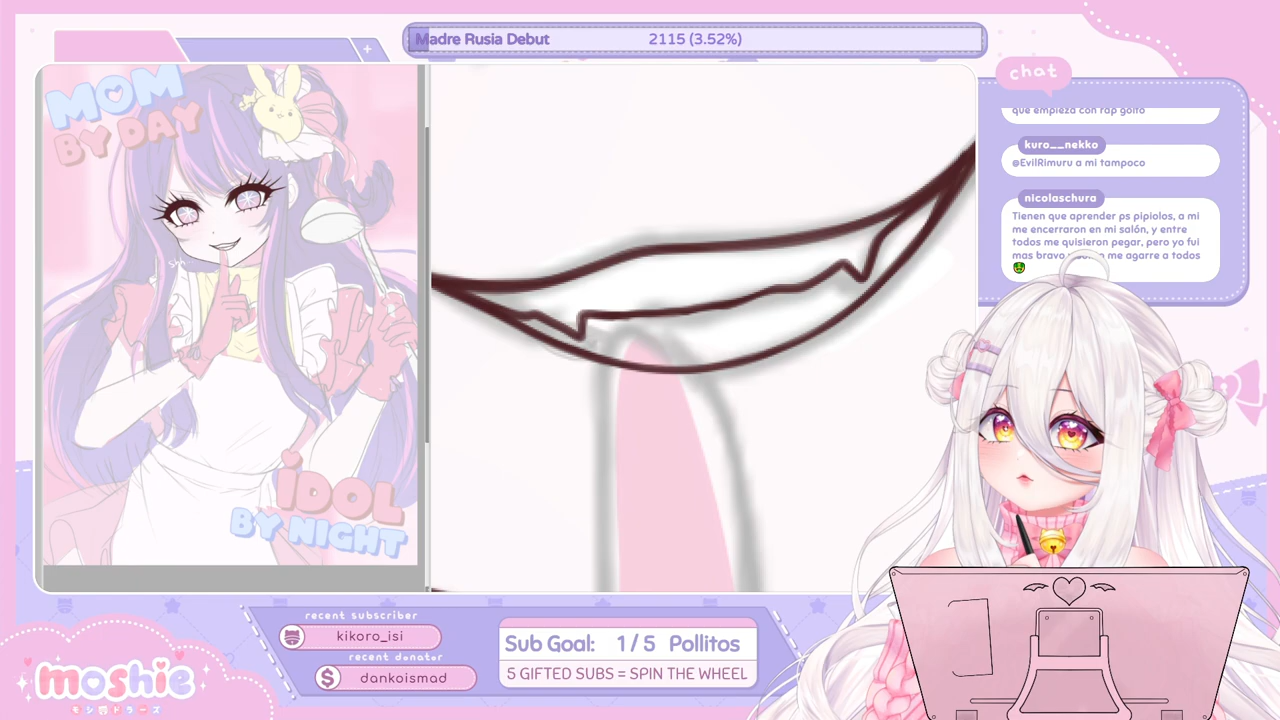 Madre Rusia Debut 2115 (3.52%)
+
MOM
BY DAY
Shh
IDOL
BY NIGHT
chat
que empieza con rap golfo
kuro__nekko
@EvilRimuru a mi tampoco
nicolaschura
Tienen que aprender ps pipiolos, a mi
me encerraron en mi salón, y entre
todos me quisieron pegar, pero yo fui
mas bravo me agarre a todos
recent subscriber
kikoro_isi
recent donator
$ dankoismad
Sub Goal: 1 / 5 Pollitos
5 GIFTED SUBS = SPIN THE WHEEL
moshie